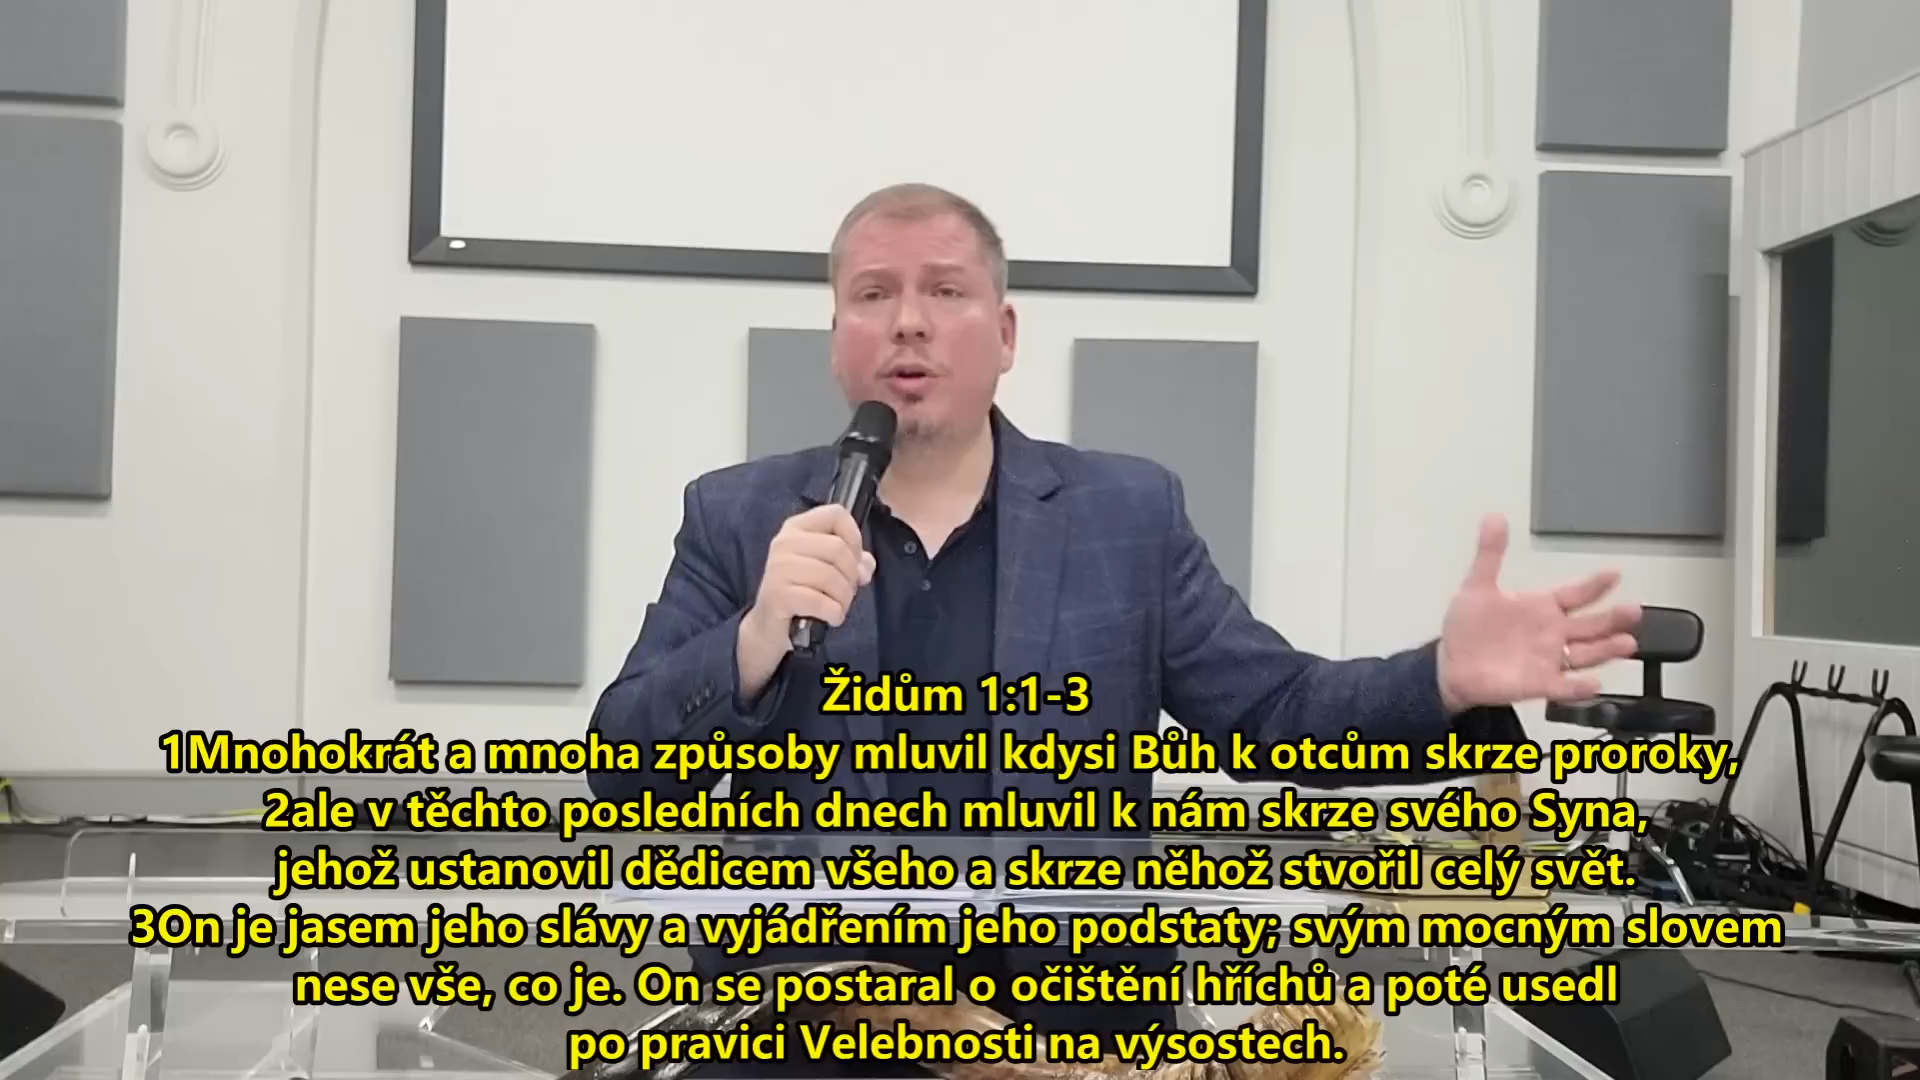 Židům 1:1-3
1Mnohokrát a mnoha způsoby mluvil kdysi Bůh k otcům skrze proroky,
2ale v těchto posledních dnech mluvil k nám skrze svého Syna,
jehož ustanovil dědicem všeho a skrze něhož stvořil celý svět.
3On je jasem jeho slávy a vyjádřením jeho podstaty; svým mocným slovem
nese vše, co je. On se postaral o očištění hříchů a poté usedl
po pravici Velebnosti na výsostech.